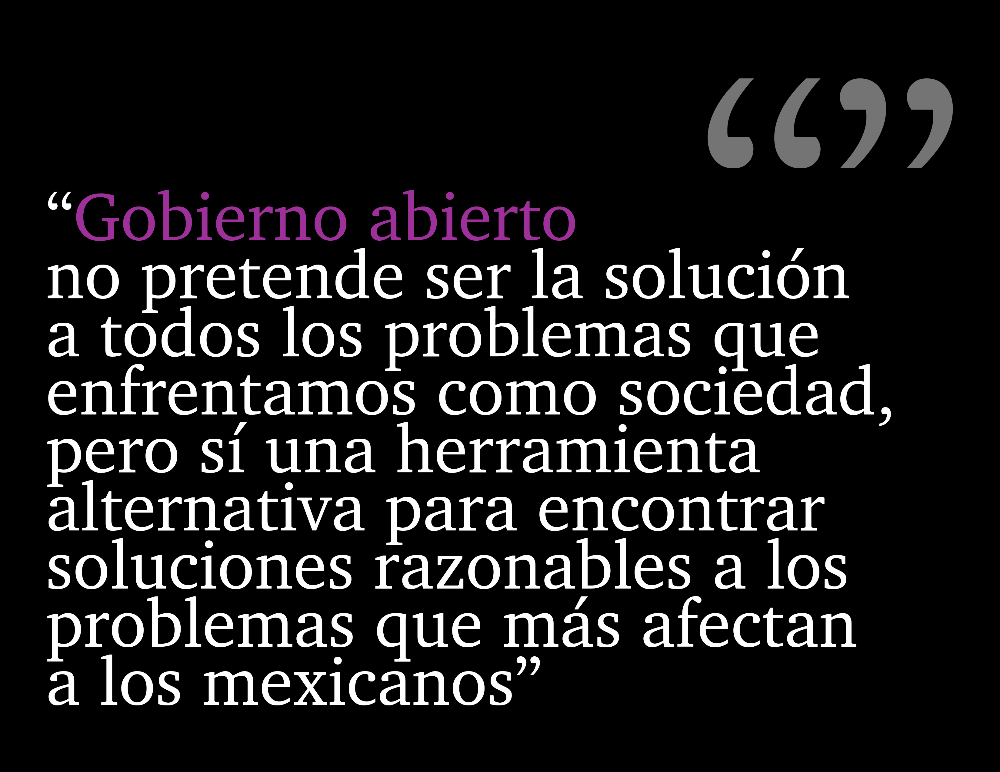 “”
“Gobierno abierto
no pretende ser la solución
a todos los problemas que
enfrentamos como sociedad,
pero sí una herramienta
alternativa para encontrar
soluciones razonables a los
problemas que más afectan
a los mexicanos”